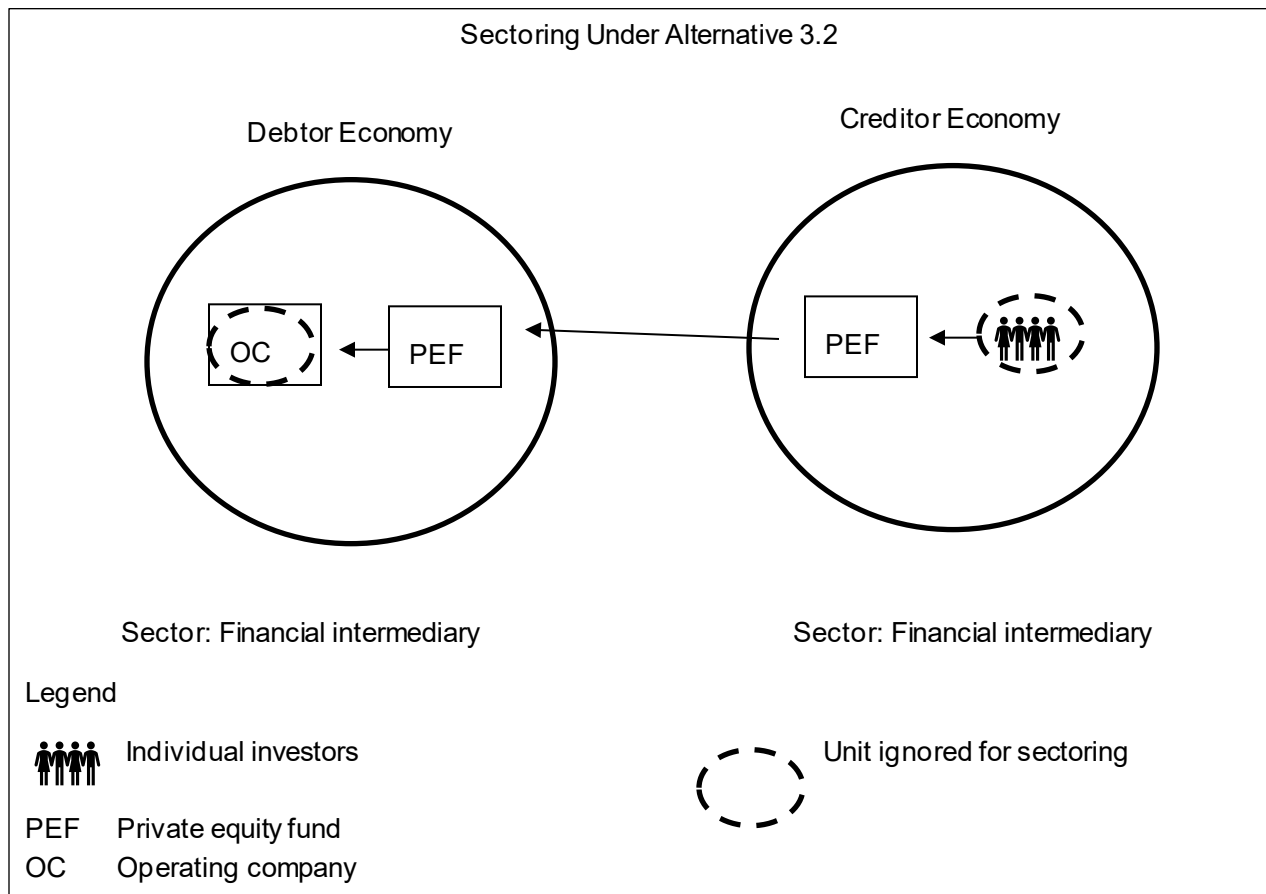 Sectoring Under Alternative 3.2
Debtor Economy
Creditor Economy
OC
PEF
PEF
Sector: Financial intermediary
Sector: Financial intermediary
Legend
Individual investors
Unit ignored for sectoring
PEF Private equity fund
OC Operating company